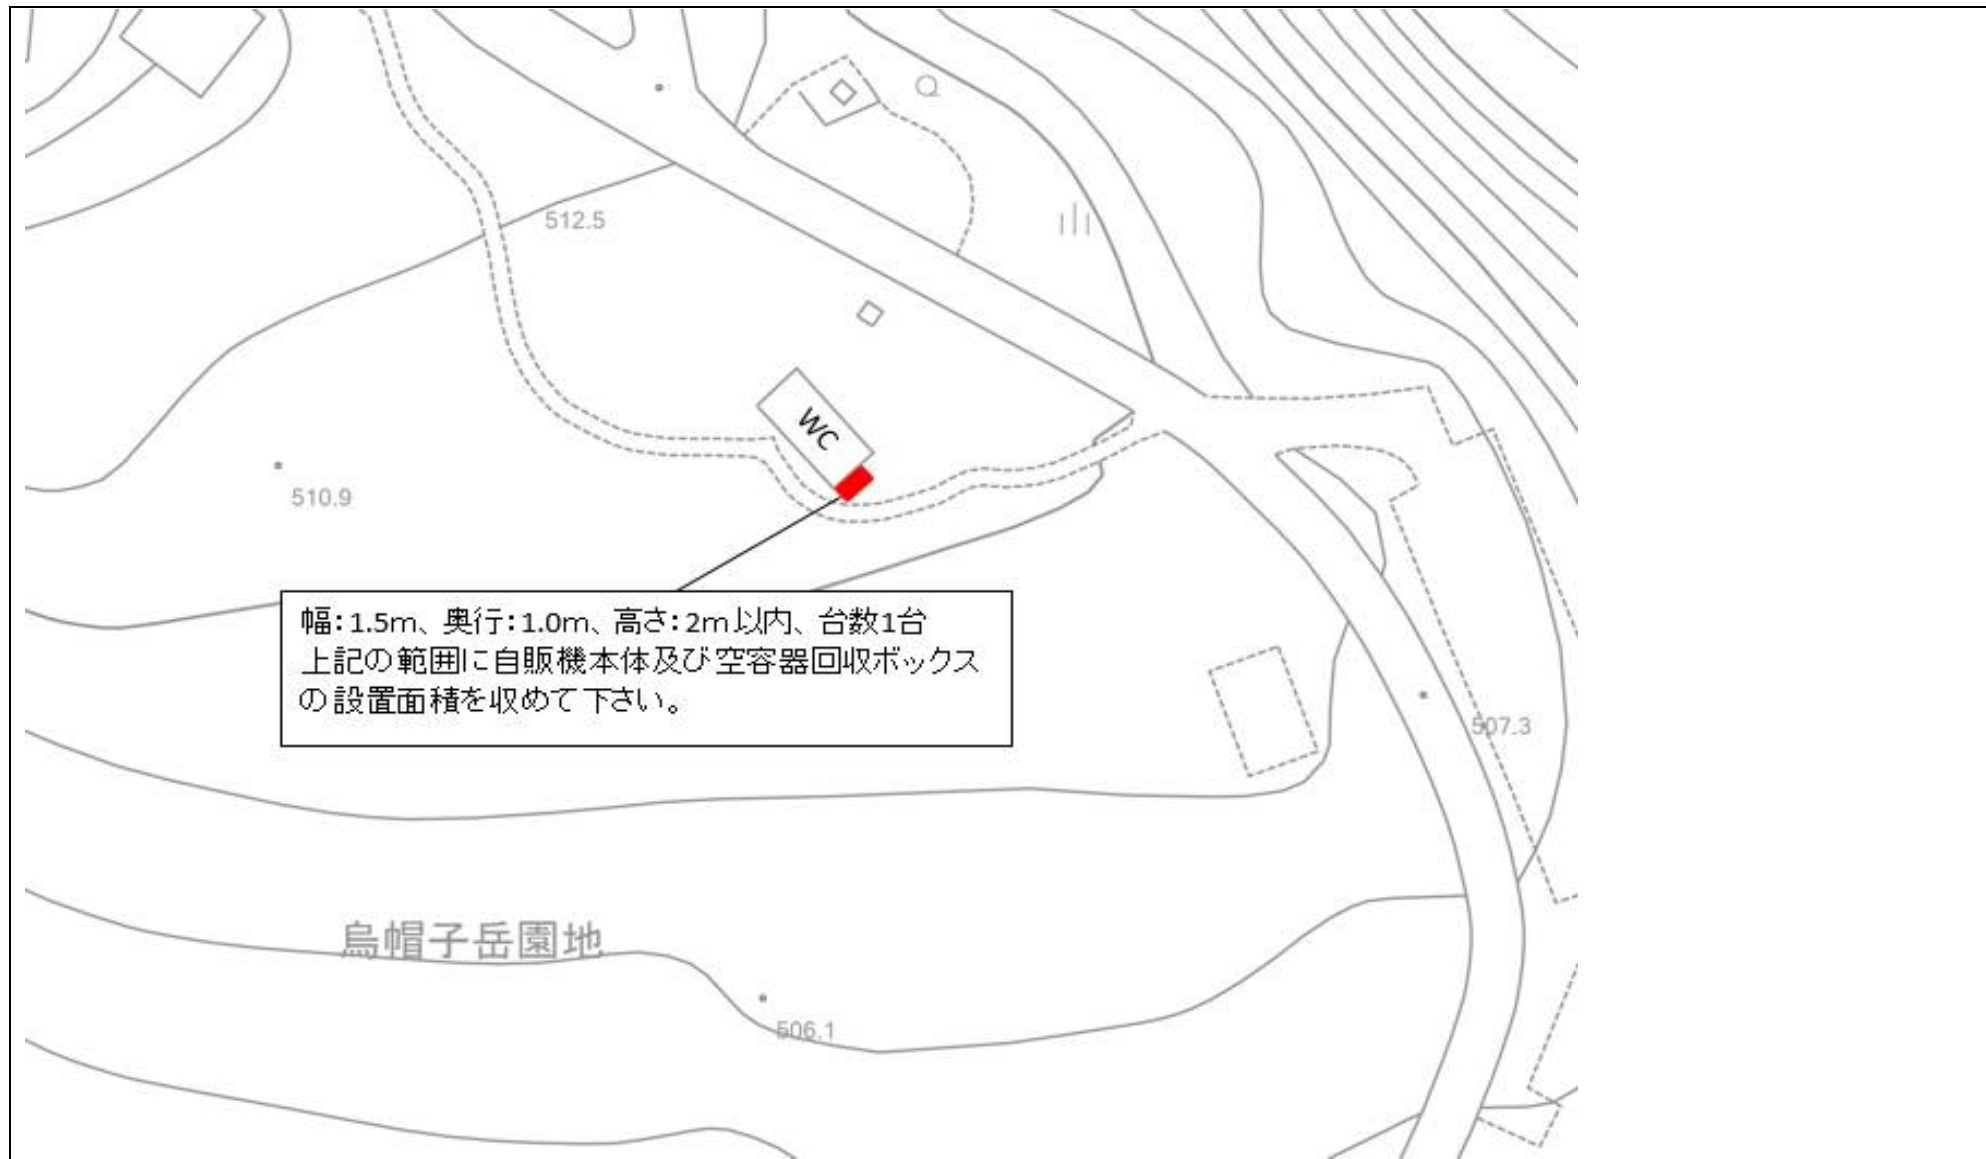 512.5
WC
510.9
幅：1.5m、奥行：1.0m、高さ：2m以内、台数1台
上記の範囲に自販機本体及び空容器回収ボックス
の設置面積を収めて下さい。
507.3
烏帽子岳園地
506.1